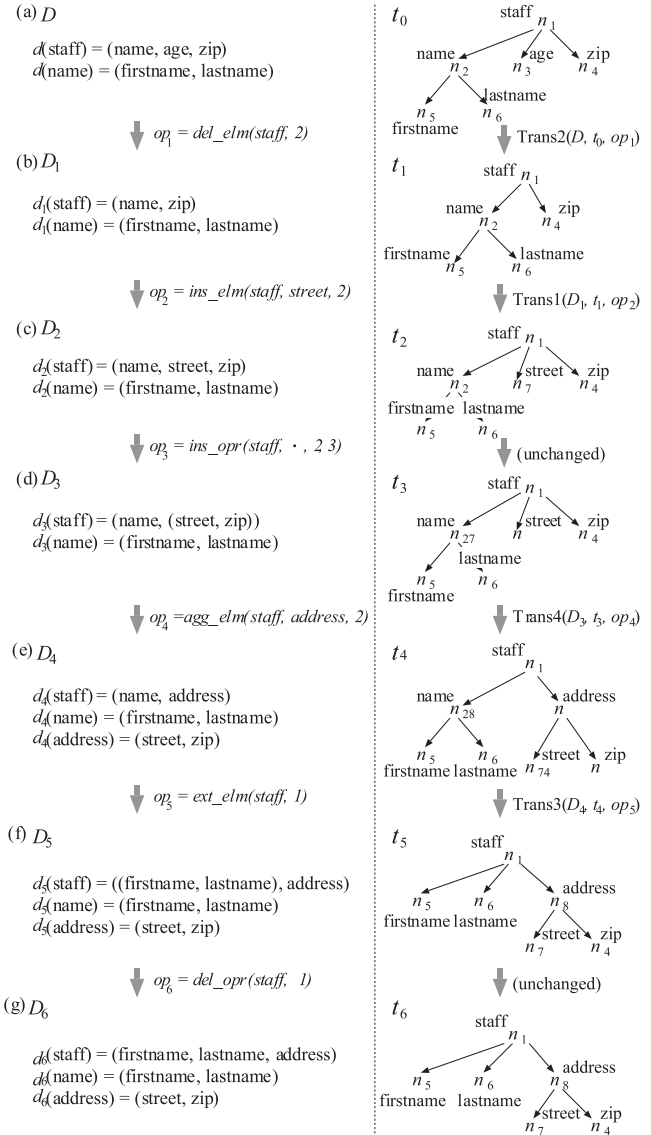 (a) D
d(staff) = (name, age, zip)
d(name) = (firstname, lastname)
op1 = del_elm(staff, 2)
(b) D1
d1(staff) = (name, zip)
d1(name) = (firstname, lastname)
op2 = ins_elm(staff, street, 2)
(c) D2
d2(staff) = (name, street, zip)
d2(name) = (firstname, lastname)
op3 = ins_opr(staff, ·, 2 3)
(d) D3
d3(staff) = (name, (street, zip))
d3(name) = (firstname, lastname)
op4 =agg_elm(staff, address, 2)
(e) D4
d4(staff) = (name, address)
d4(name) = (firstname, lastname)
d4(address) = (street, zip)
op5 = ext_elm(staff, 1)
(f) D5
d5(staff) = ((firstname, lastname), address)
d5(name) = (firstname, lastname)
d5(address) = (street, zip)
op6 = del_opr(staff, 1)
(g) D6
d6(staff) = (firstname, lastname, address)
d6(name) = (firstname, lastname)
d6(address) = (street, zip)
t0 staff n1
name age zip
n2 n3 n4
lastname
n5 n6
firstname
Trans2(D, t0, op1)
t1 staff n1
name zip
n2 n4
firstname lastname
n5 n6
Trans1(D1, t1, op2)
t2 staff n1
name street zip
n2 n7 n4
firstname lastname
n5 n6
(unchanged)
t3 staff n1
name street zip
n27 n n4
lastname
n5 n6
firstname
Trans4(D3, t3, op4)
t4 staff n1
name address
n28 n
n5 n6 street zip
firstname lastname n74 n
Trans3(D4, t4, op5)
t5 staff n1
address
n5 n6 n8
firstname lastname
street zip
n7 n4
(unchanged)
t6 staff n1
address
n5 n6 n8
firstname lastname
street zip
n7 n4